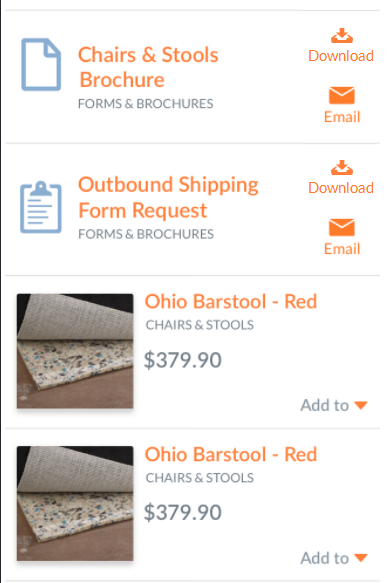 Chairs & Stools
Brochure
FORMS & BROCHURES
Download
Email
Outbound Shipping
Form Request
FORMS & BROCHURES
Download
Email
Ohio Barstool - Red
CHAIRS & STOOLS
$379.90
Add to
Ohio Barstool - Red
CHAIRS & STOOLS
$379.90
Add to